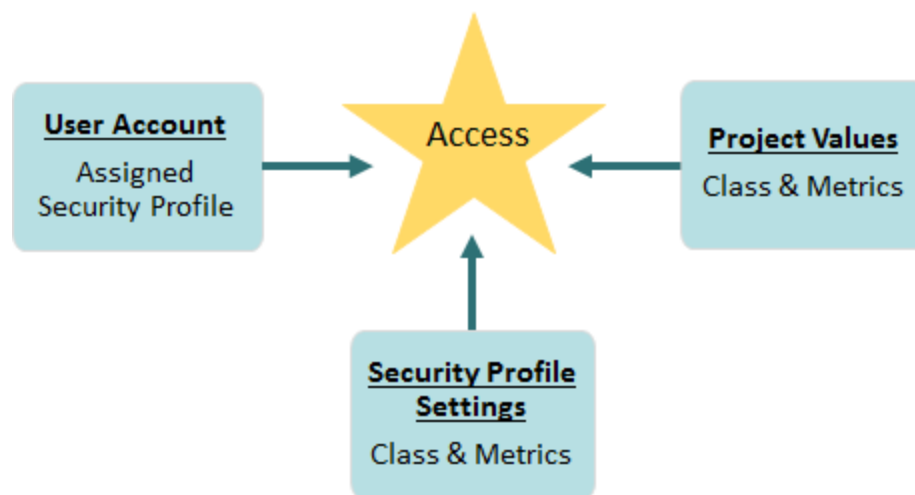 User Account
Assigned
Security Profile
Access
Project Values
Class & Metrics
Security Profile
Settings
Class & Metrics